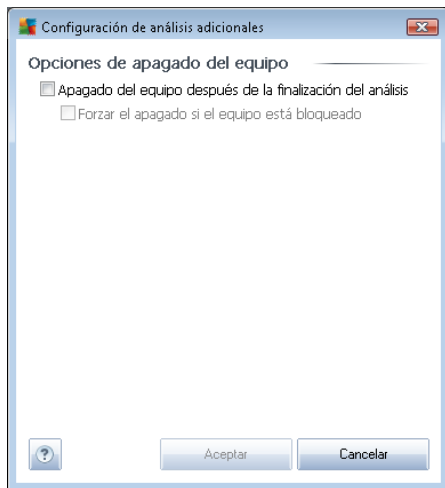 Configuración de análisis adicionales
Opciones de apagado del equipo
Apagado del equipo después de la finalización del análisis
Forzar el apagado si el equipo está bloqueado
?
Aceptar
Cancelar